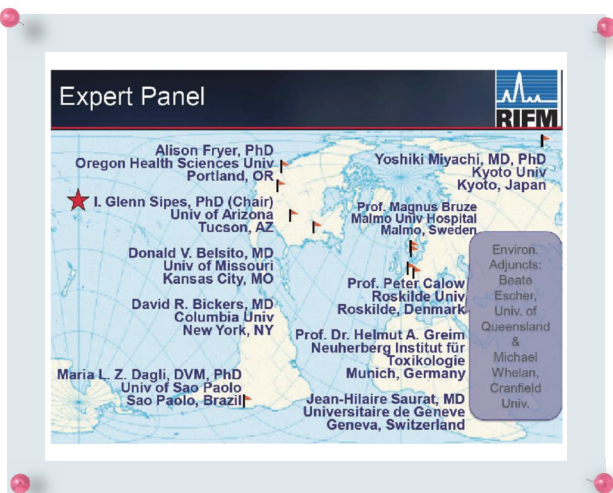 Expert Panel
RIFM
Alison Fryer, PhD
Oregon Health Sciences Univ
Portland, OR
I. Glenn Sipes, PhD (Chair)
Univ of Arizona
Tucson, AZ
Donald V. Belsito, MD
Univ of Missouri
Kansas City, MO
David R. Bickers, MD
Columbia Univ
New York, NY
Maria L. Z. Dagli, DVM, PhD
Univ of Sao Paolo
Sao Paolo, Brazil
Yoshiki Miyachi, MD, PhD
Kyoto Univ
Kyoto, Japan
Prof. Magnus Bruze
Malmo Univ Hospital
Malmo, Sweden
Prof. Peter Calow
Roskilde Univ
Roskilde, Denmark
Prof. Dr. Helmut A. Greim
Neuherberg Institut für
Toxikologie
Munich, Germany
Jean-Hilaire Saurat, MD
Universitaire de Geneve
Geneva, Switzerland
Environ.
Adjuncts:
Beate
Escher,
Univ. of
Queensland
&
Michael
Whelan,
Cranfield
Univ.